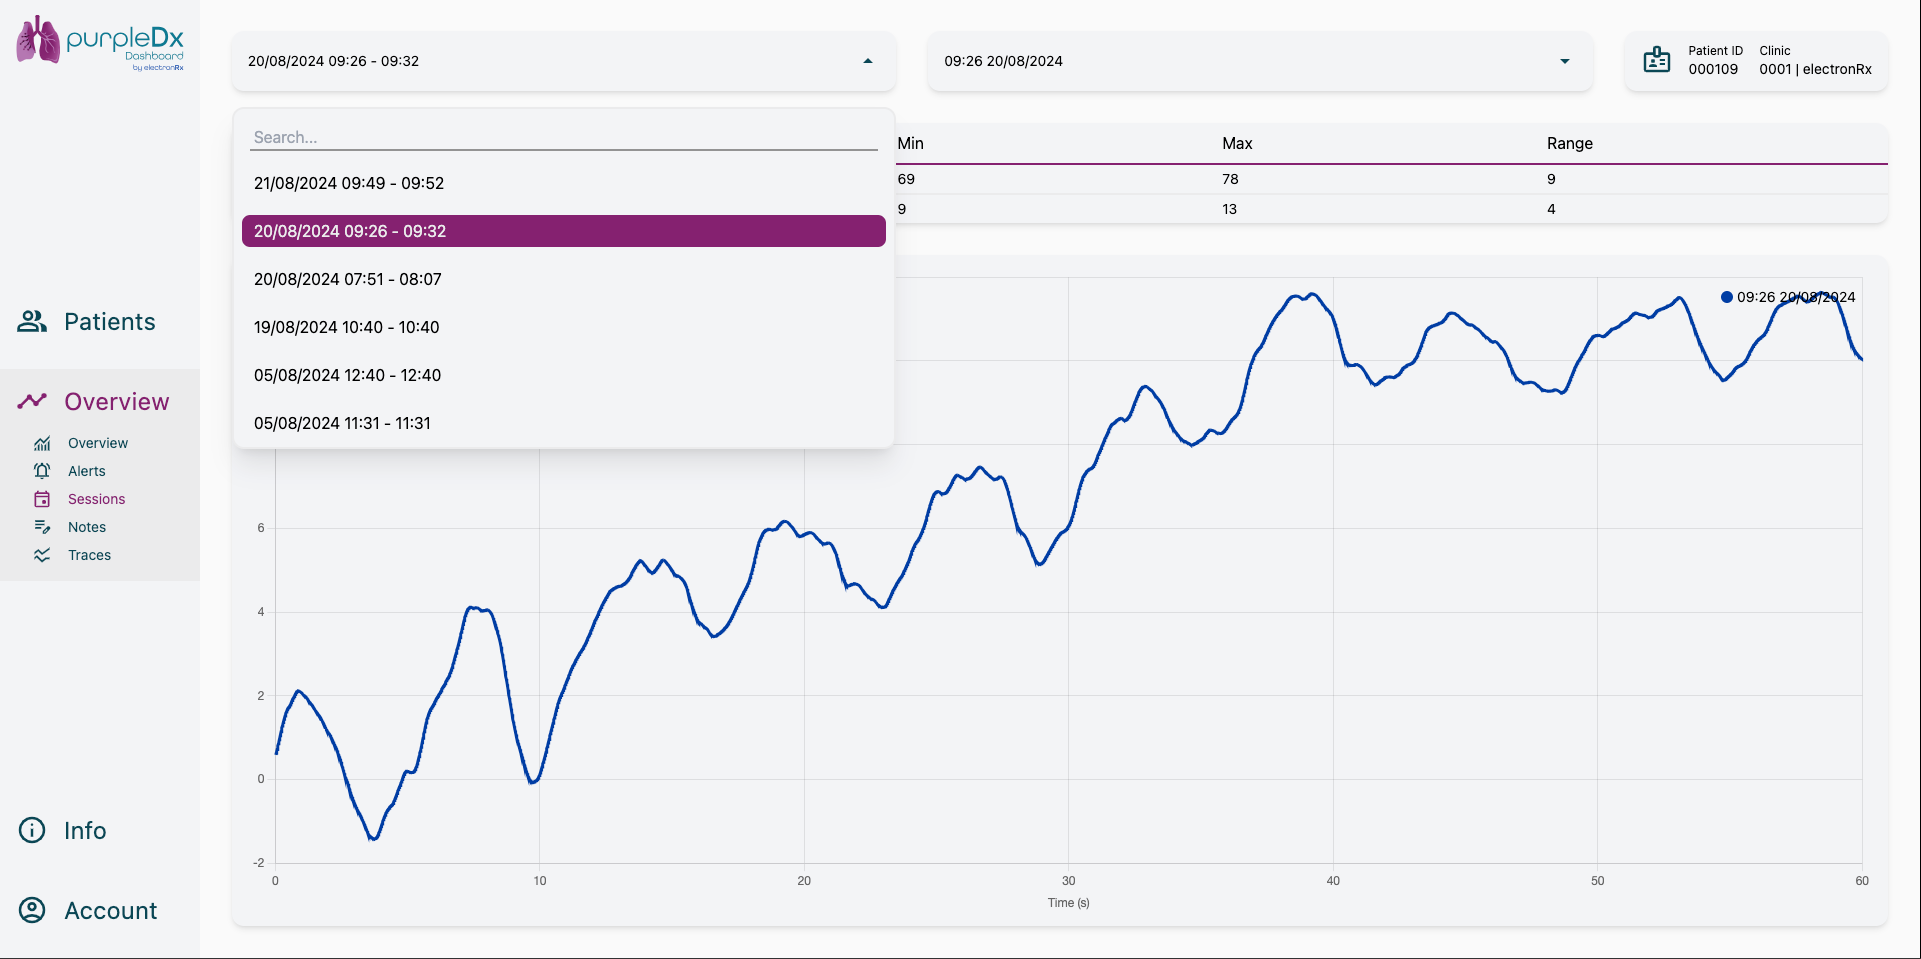 purpleDx
Dashboard
by electronRx
20/08/2024 09:26 - 09:32
09:26 20/08/2024
Patient ID
000109
Clinic
0001 | electronRx
Search...
21/08/2024 09:49 - 09:52
20/08/2024 09:26 - 09:32
20/08/2024 07:51 - 08:07
19/08/2024 10:40 - 10:40
05/08/2024 12:40 - 12:40
05/08/2024 11:31 - 11:31
Min Max Range
69 78 9
9 13 4
Patients
Overview
Overview
Alerts
Sessions
Notes
Traces
Info
Account
09:26 20/08/2024
6
4
2
0
-2
0 10 20 30 40 50 60
Time (s)